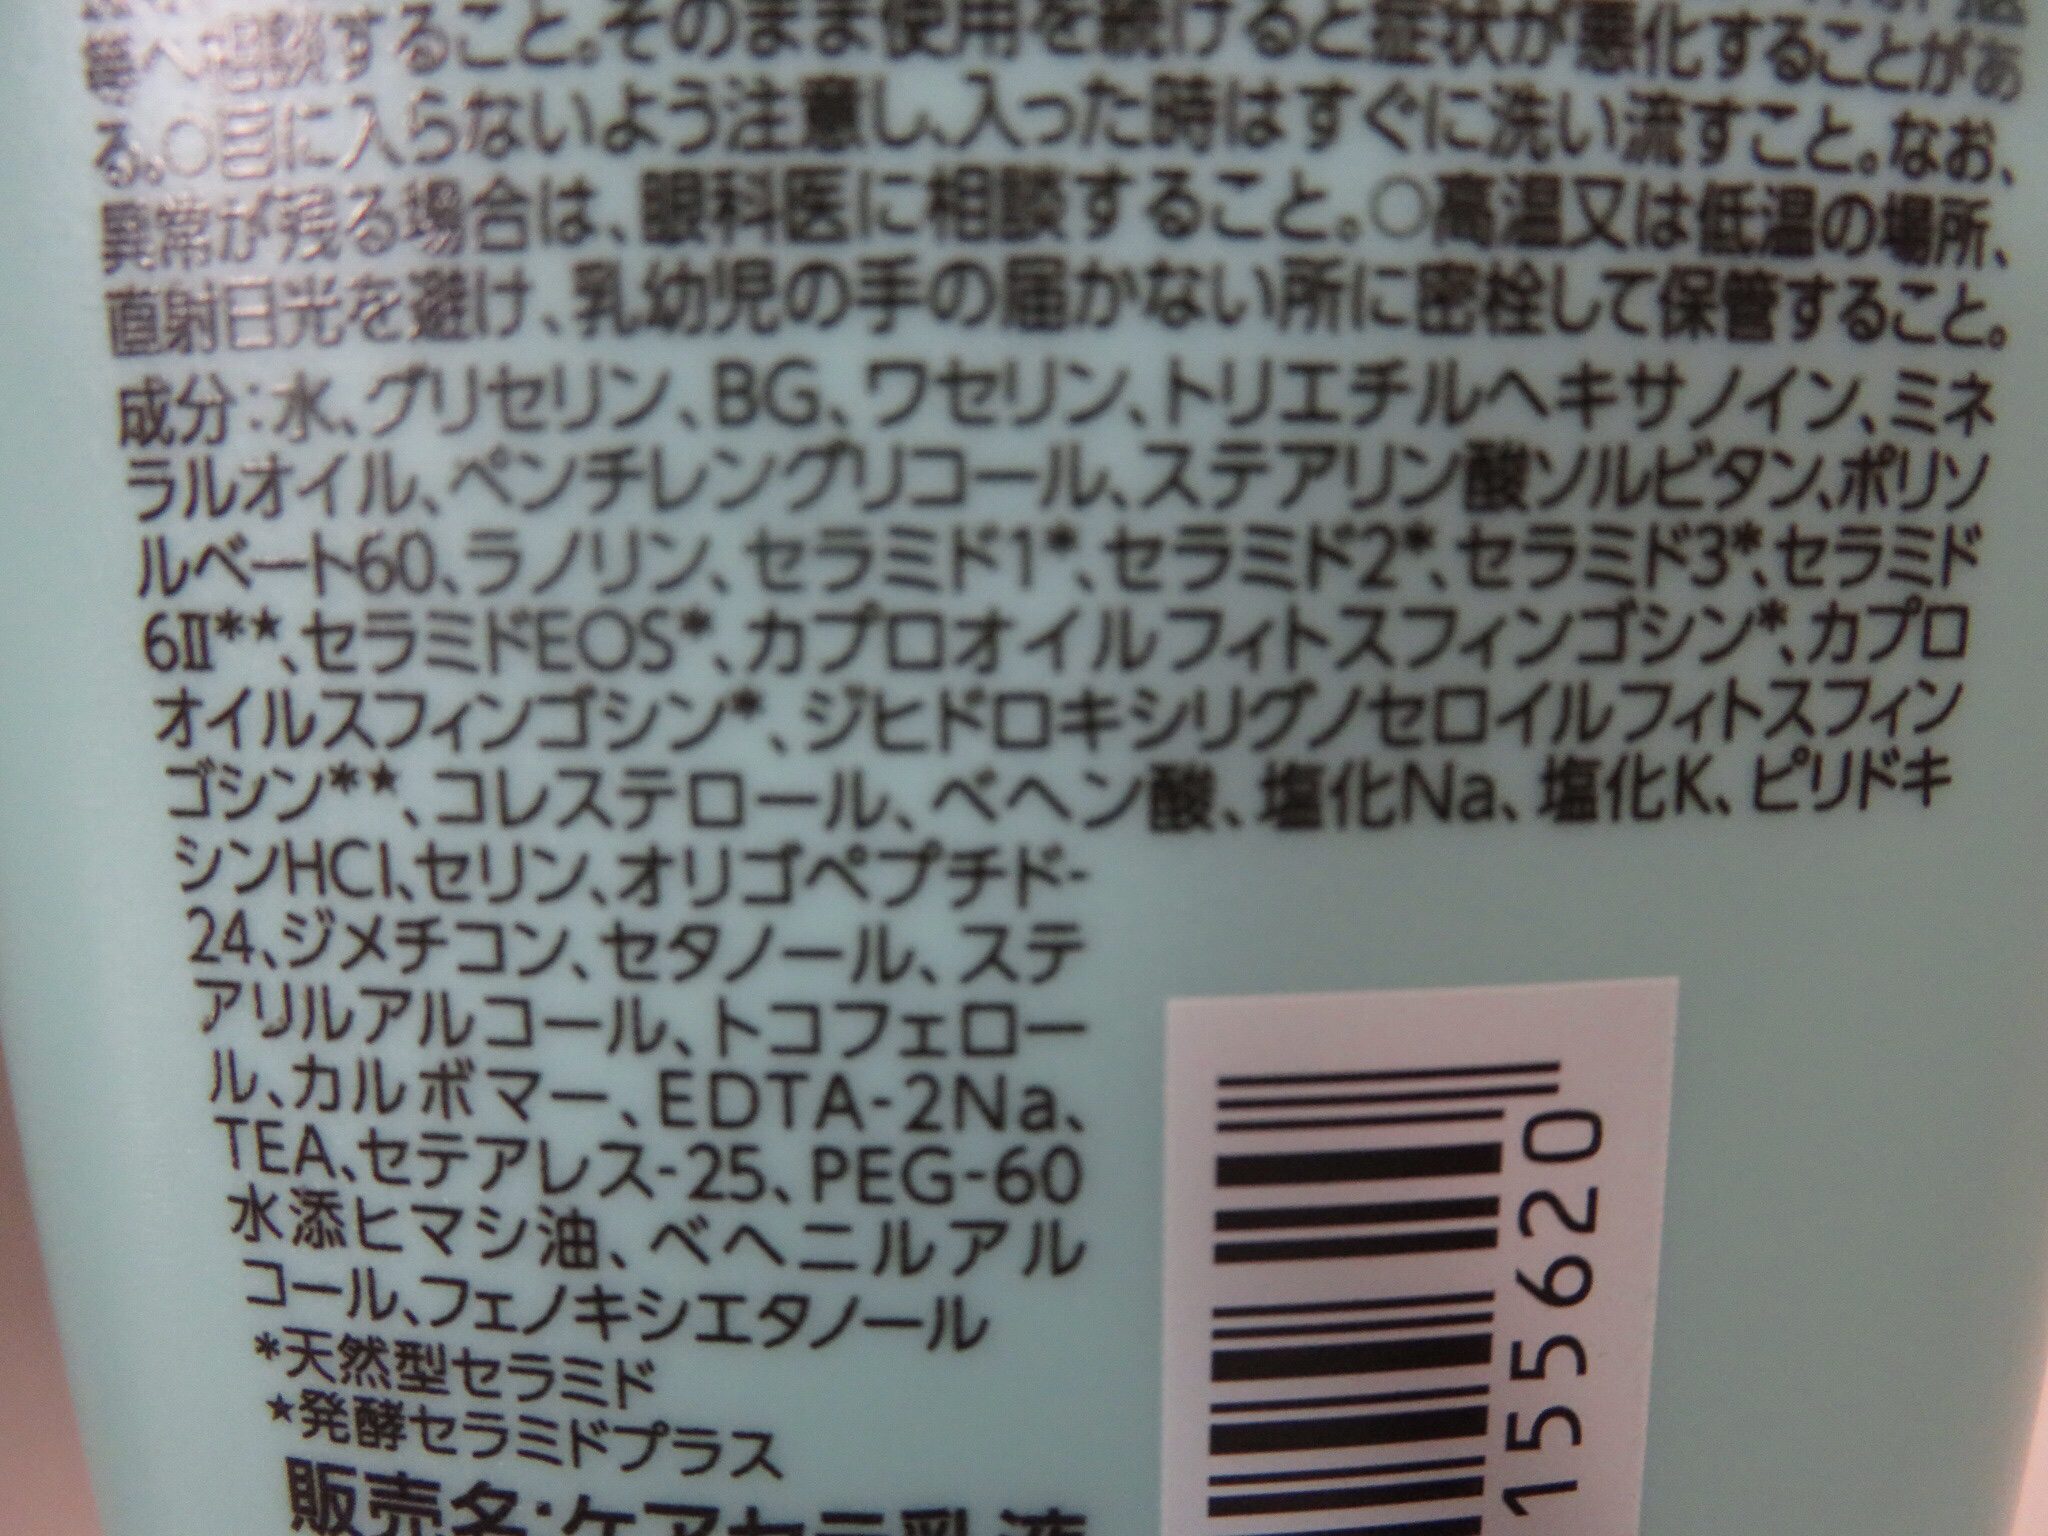 へ相談すること。そのまま使用を続けると症状が悪化することがあ
る。○目に入らないよう注意し、入った時はすぐに洗い流すこと。なお、
異常が残る場合は、眼科医に相談すること。○高温又は低温の場所、
直射日光を避け、乳幼児の手の届かない所に密栓して保管すること。
成分:水、グリセリン、BG、ワセリン、トリエチルヘキサノイン、ミネ
ラルオイル、ペンチレングリコール、ステアリン酸ソルビタン、ポリソ
ルベート60、ラノリン、セラミド1*、セラミド2*、セラミド3*、セラミド
6Ⅱ*★、セラミドEOS*、カプロオイルフィトスフィンゴシン*、カプロ
オイルスフィンゴシン*、ジヒドロキシリグノセロイルフィトスフィン
ゴシン*★、コレステロール、ベヘン酸、塩化Na、塩化K、ピリドキ
シンHCl、セリン、オリゴペプチド-
24、ジメチコン、セタノール、ステ
アリルアルコール、トコフェロー
ル、カルボマー、EDTA-2Na、
TEA、セテアレス-25、PEG-60
水添ヒマシ油、ベヘニルアル
コール、フェノキシエタノール
*天然型セラミド
★発酵セラミドプラス
販売名:ケアセラ乳液
155620